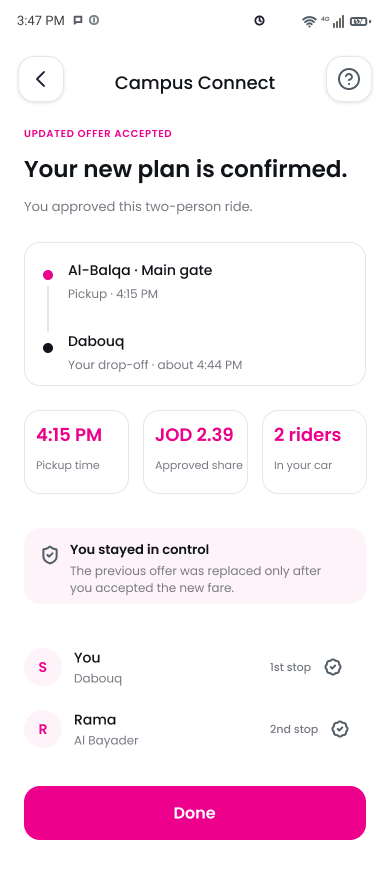 3:47 PM
4G
Campus Connect
UPDATED OFFER ACCEPTED
Your new plan is confirmed.
You approved this two-person ride.
Al-Balqa · Main gate
Pickup · 4:15 PM
Dabouq
Your drop-off · about 4:44 PM
4:15 PM
Pickup time
JOD 2.39
Approved share
2 riders
In your car
You stayed in control
The previous offer was replaced only after
you accepted the new fare.
S
You
Dabouq
1st stop
R
Rama
Al Bayader
2nd stop
Done